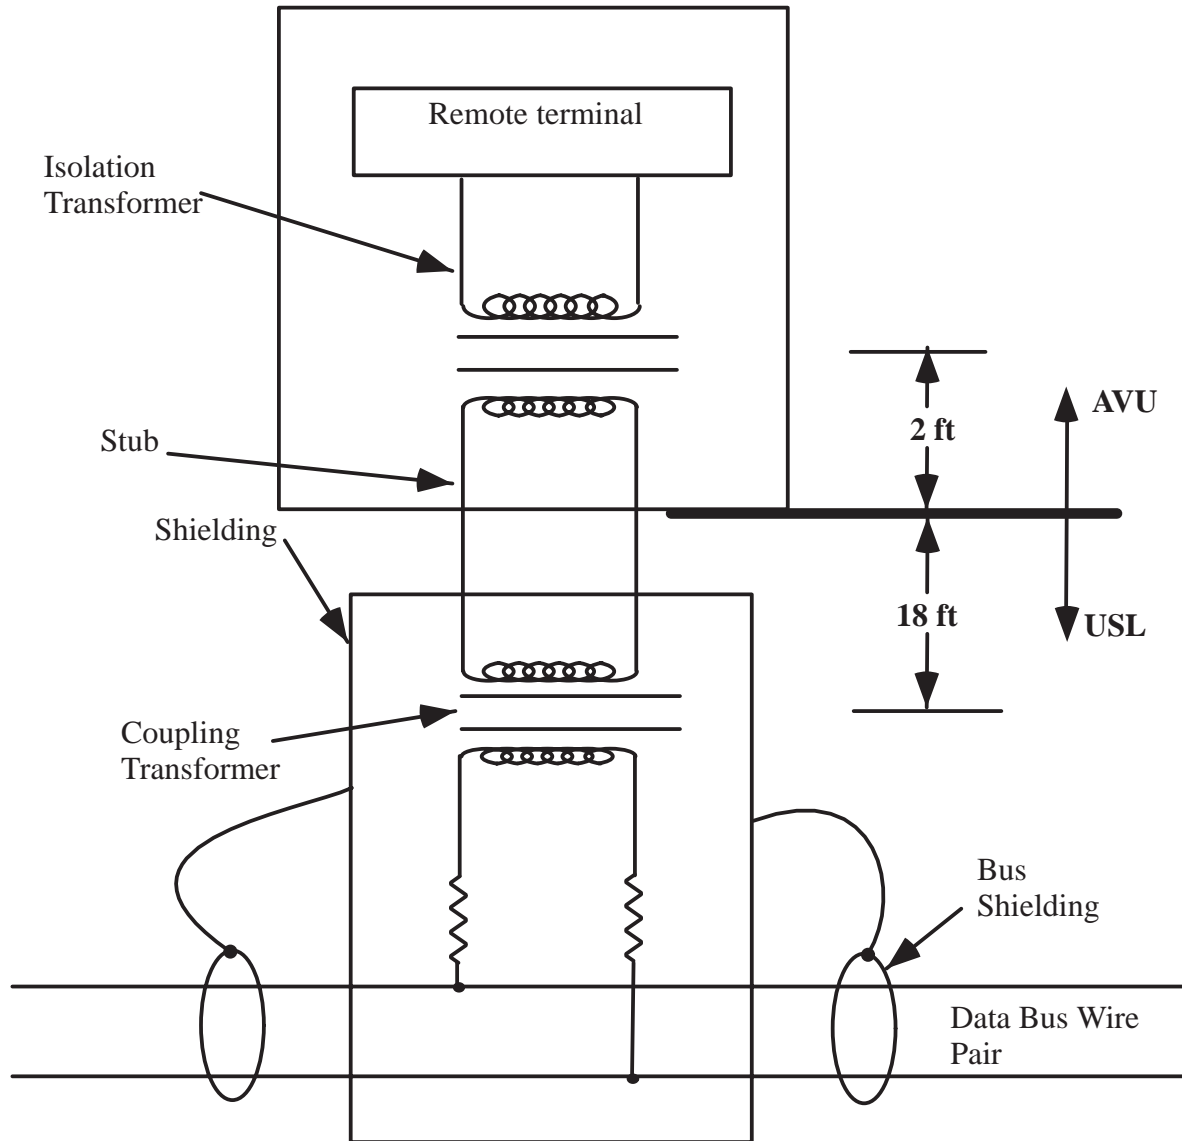 Remote terminal
Isolation
Transformer
AVU
2 ft
Stub
Shielding
18 ft
USL
Coupling
Transformer
Bus
Shielding
Data Bus Wire
Pair